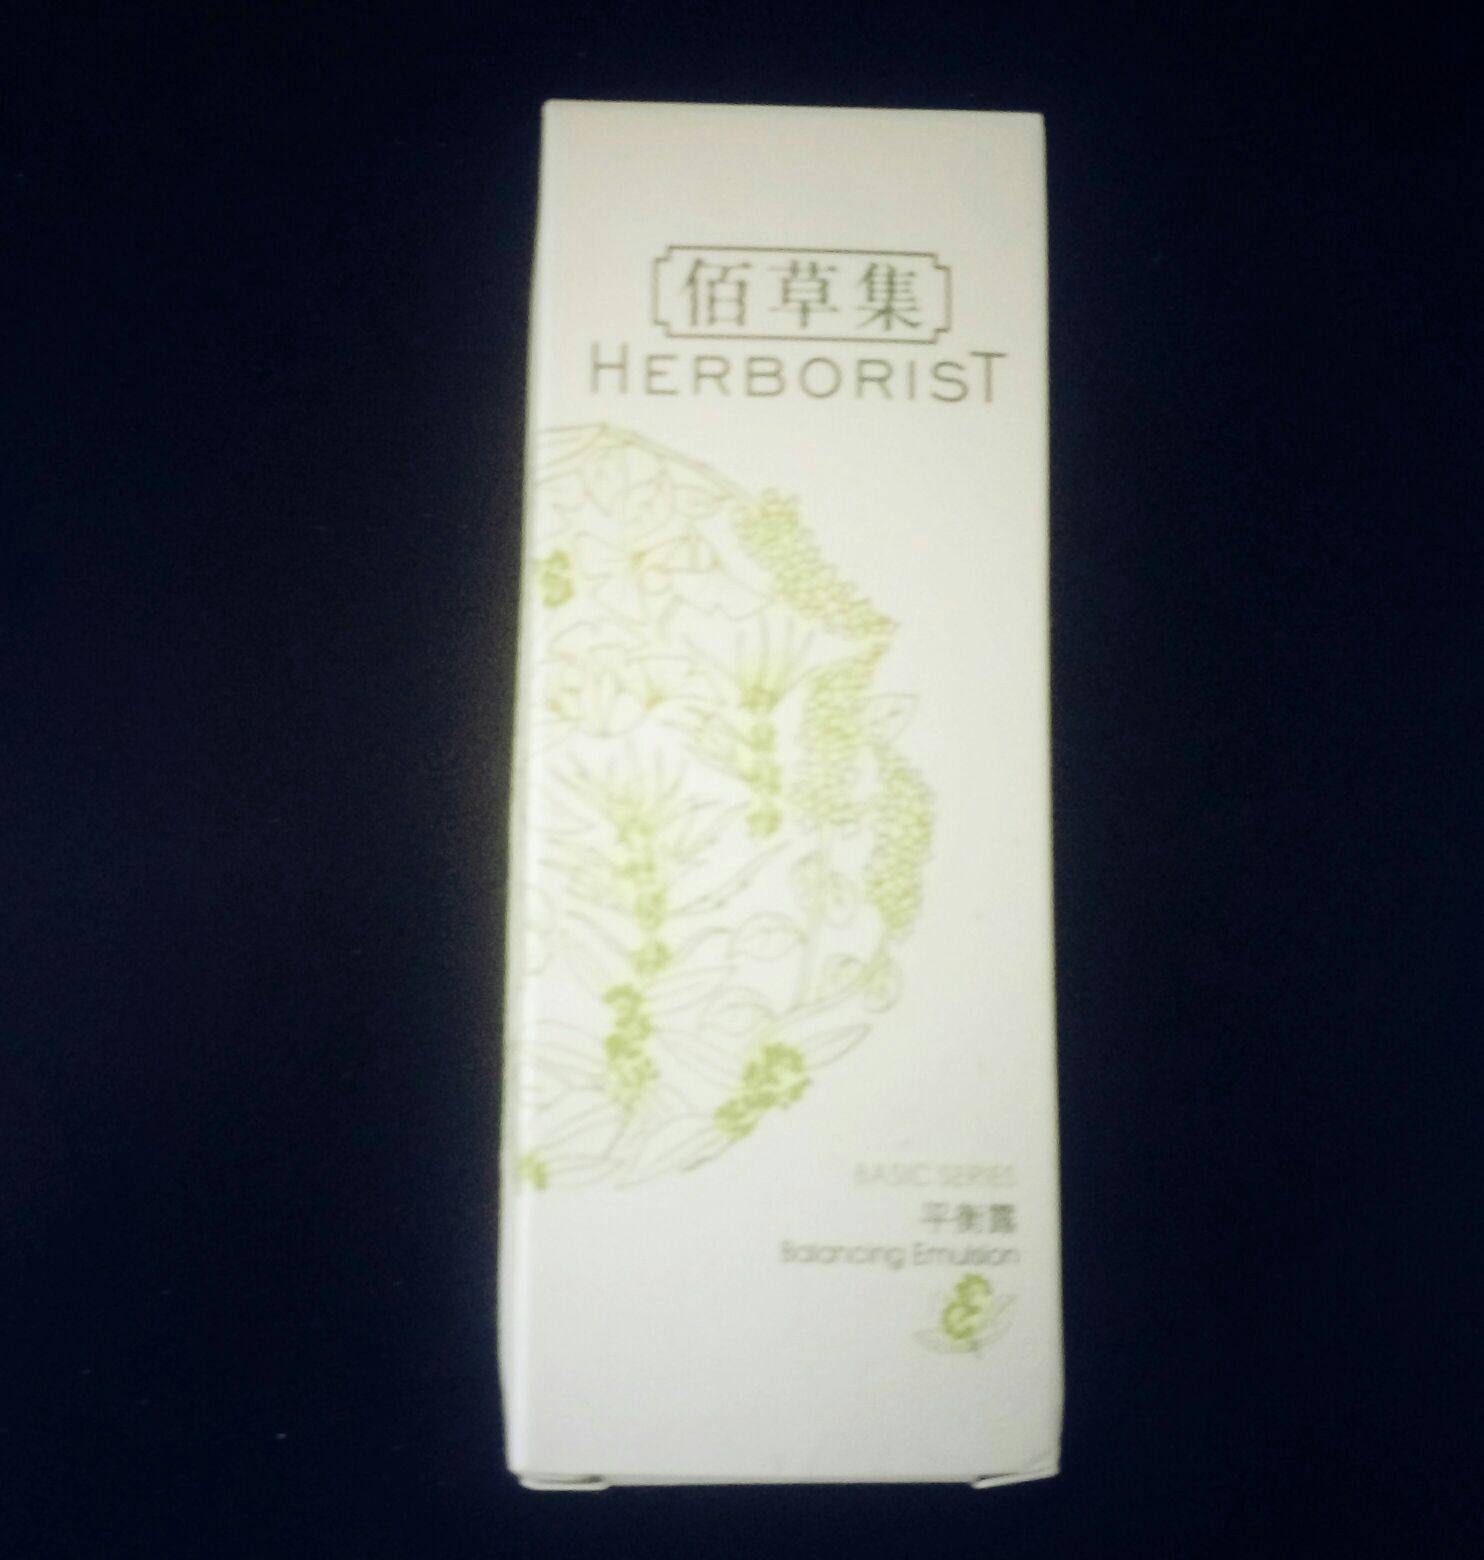 佰草集
HERBORIST
BASIC SERIES
平衡露
Balancing Emulsion